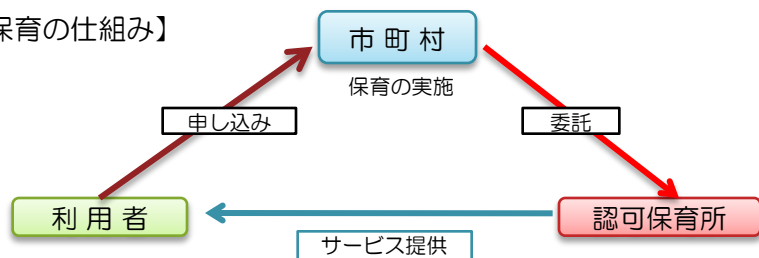 保育の仕組み】
市町村
保育の実施
申し込み
委託
利用者
認可保育所
サービス提供